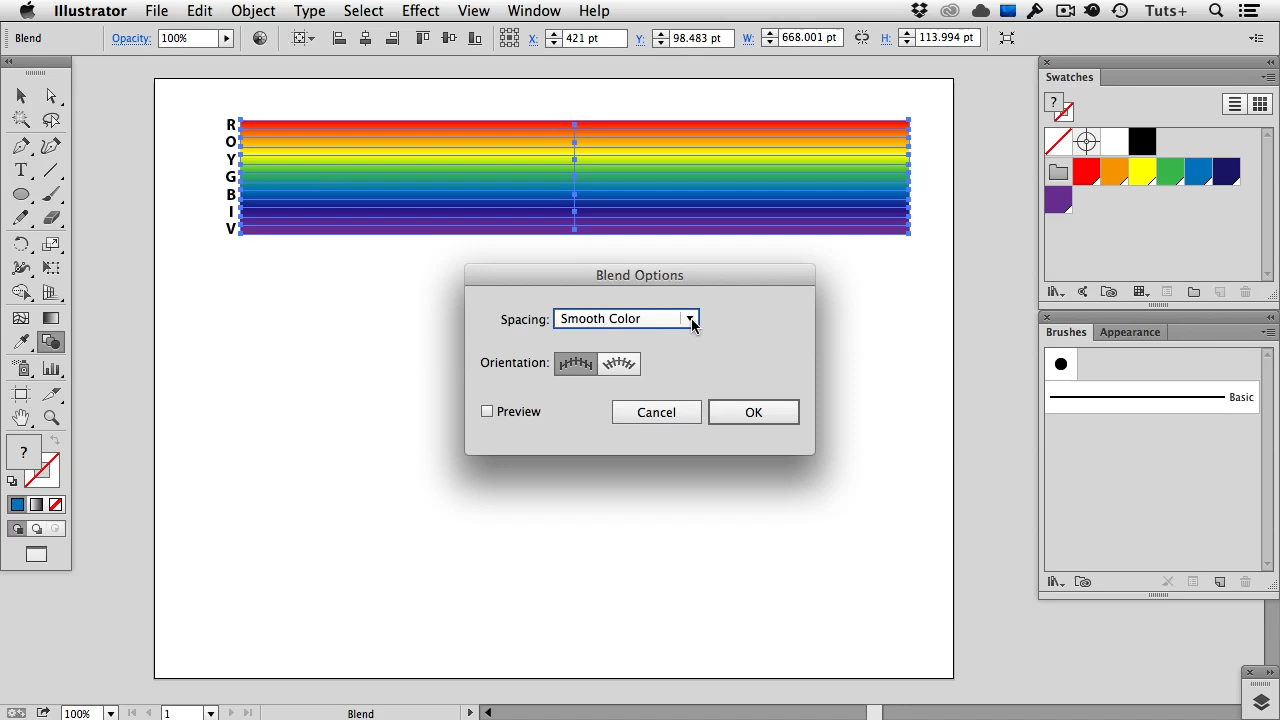 Illustrator File Edit Object Type Select Effect View Window Help Tuts+
Blend Opacity: 100% X: 421 pt Y: 98.483 pt W: 668.001 pt H: 113.994 pt
Swatches
?
R
O
Y
G
B
I
V
Blend Options
Spacing: Smooth Color
Orientation:
Preview Cancel OK
Brushes Appearance
Basic
?
100% 1 Blend